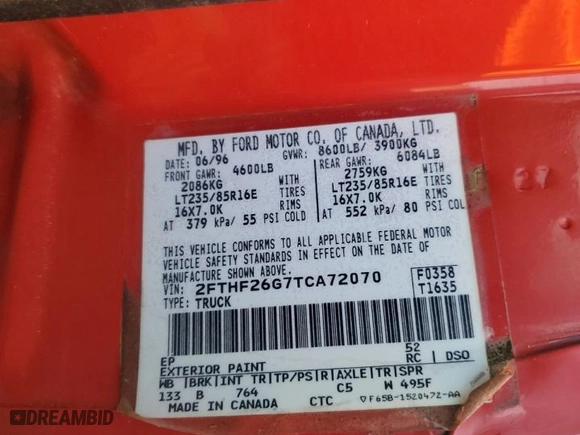 MFD. BY FORD MOTOR CO. OF CANADA, LTD.
DATE: 06/96 GVWR: 8600LB/ 3900KG
FRONT GAWR: 4600LB REAR GAWR: 6084LB
2086KG WITH 2759KG WITH
LT235/85R16E TIRES LT235/85R16E TIRES
16X7.0K RIMS 16X7.0K RIMS
AT 379 kPa/ 55 PSI COLD AT 552 kPa/ 80 PSI COLD
THIS VEHICLE CONFORMS TO ALL APPLICABLE FEDERAL MOTOR
VEHICLE SAFETY STANDARDS IN EFFECT ON THE DATE OF
MANUFACTURE SHOWN ABOVE.
VIN: 2FTHF26G7TCA72070 F0358
TYPE: TRUCK T1635
EP 52
EXTERIOR PAINT RC DSO
WB BRK INT TR TP/PS R AXLE TR SPR
133 B 764 C5 W 495F
MADE IN CANADA CTC F65B-1520472-AA
27
DREAMBID